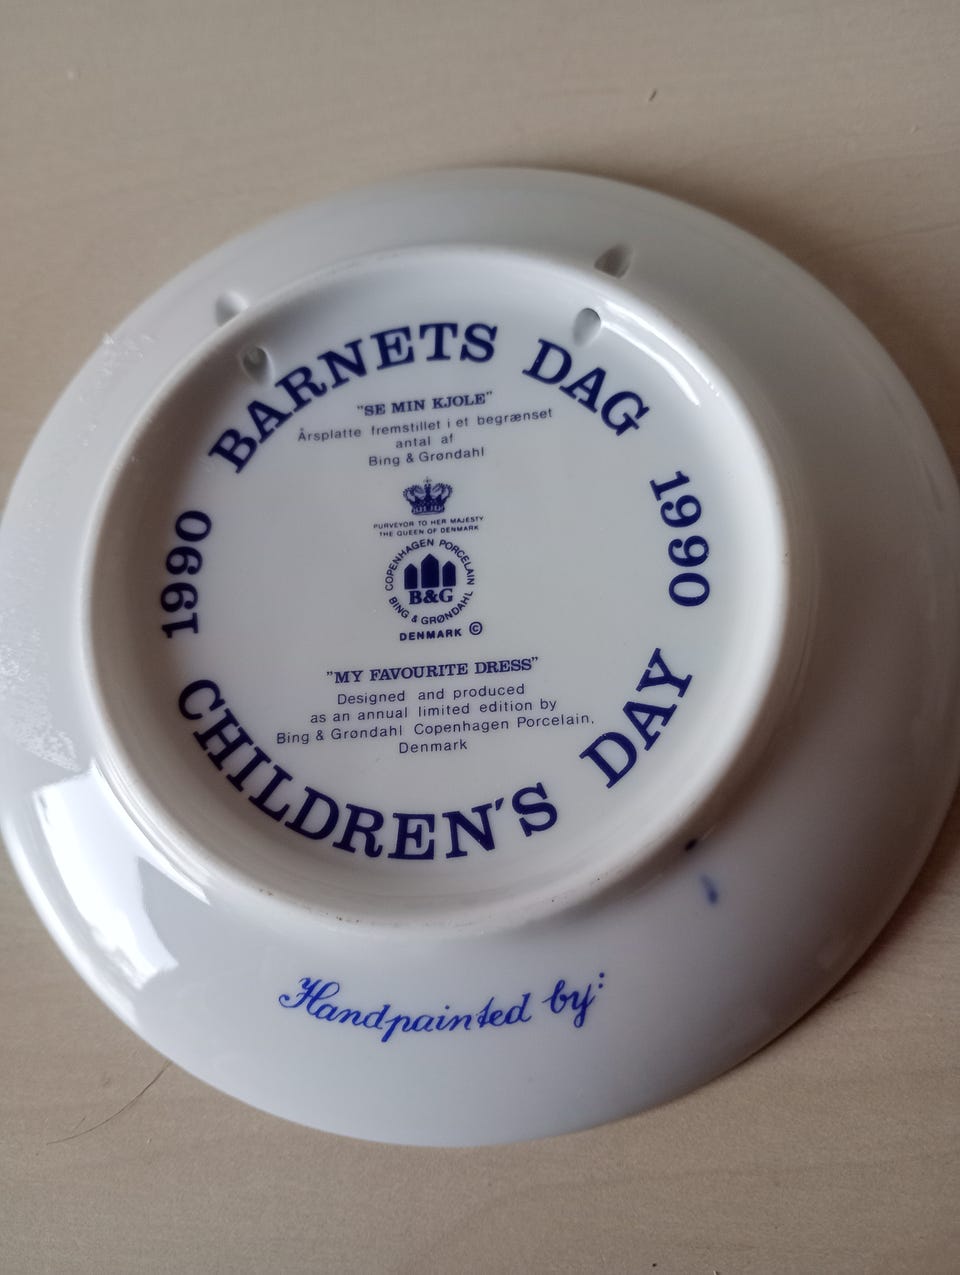 BARNETS DAG
1990
1990
"SE MIN KJOLE"
Årsplatte fremstillet i et begrænset
antal af
Bing & Grøndahl
PURVEYOR TO HER MAJESTY
THE QUEEN OF DENMARK
COPENHAGEN PORCELAIN
B&G
BING & GRØNDAHL
DENMARK ©
"MY FAVOURITE DRESS"
Designed and produced
as an annual limited edition by
Bing & Grøndahl Copenhagen Porcelain,
Denmark
CHILDREN'S DAY
Handpainted by: